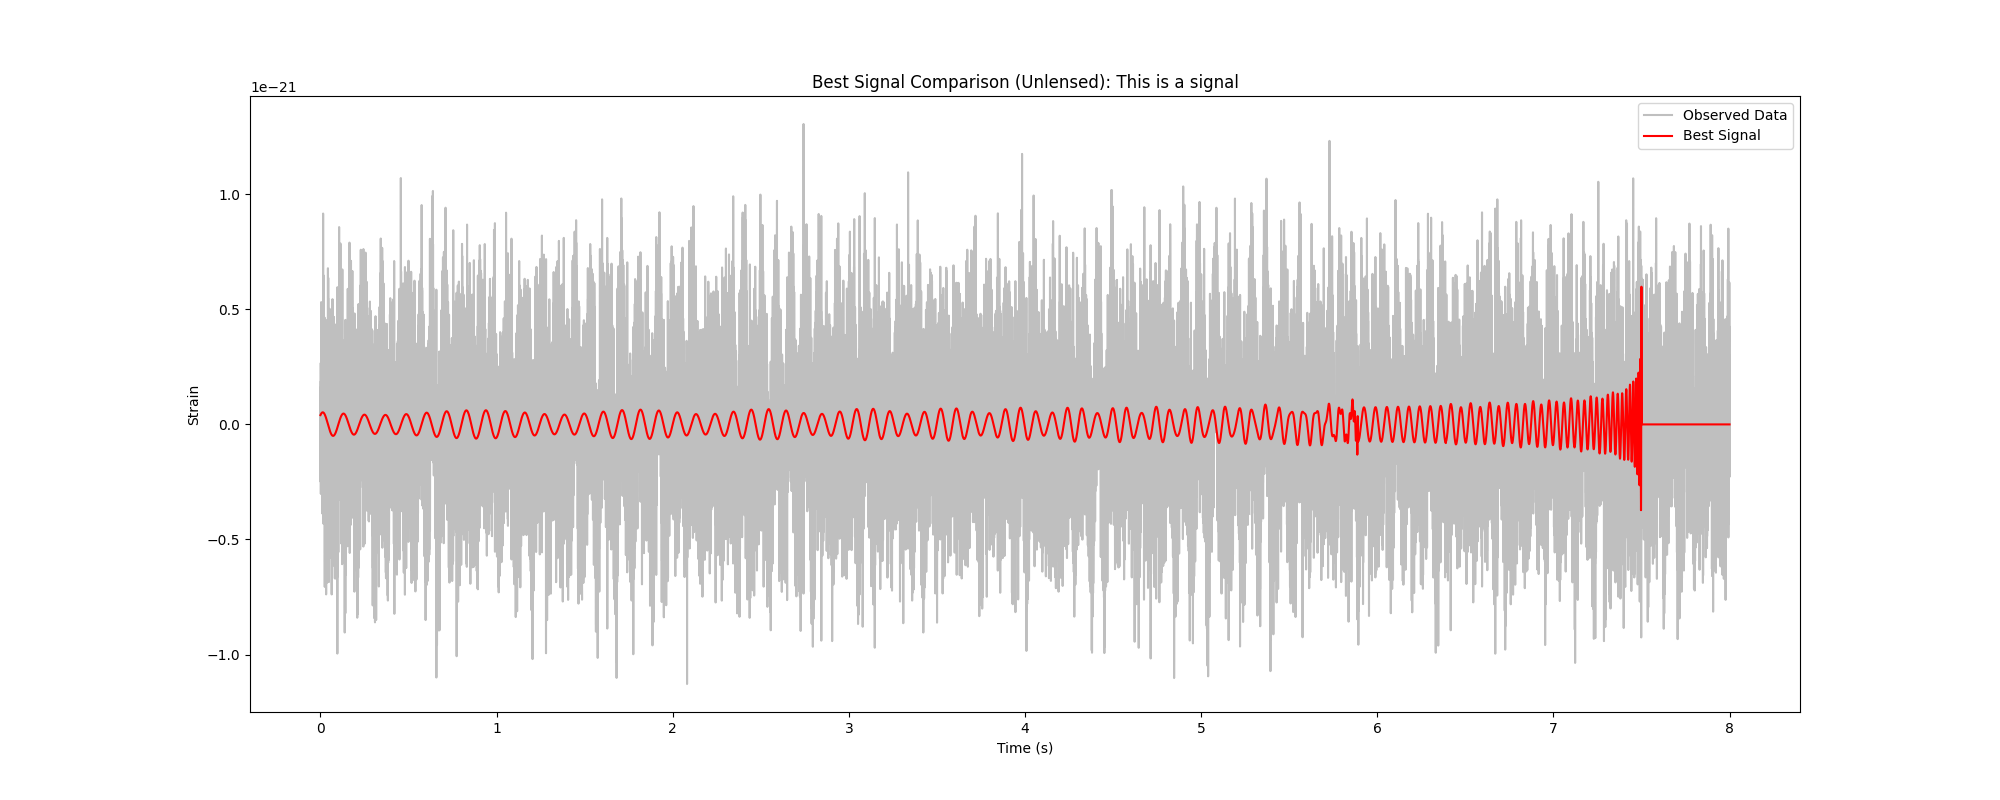 Best Signal Comparison (Unlensed): This is a signal
1e−21
Observed Data
Best Signal
1.0
0.5
0.0
−0.5
−1.0
Strain
0 1 2 3 4 5 6 7 8
Time (s)